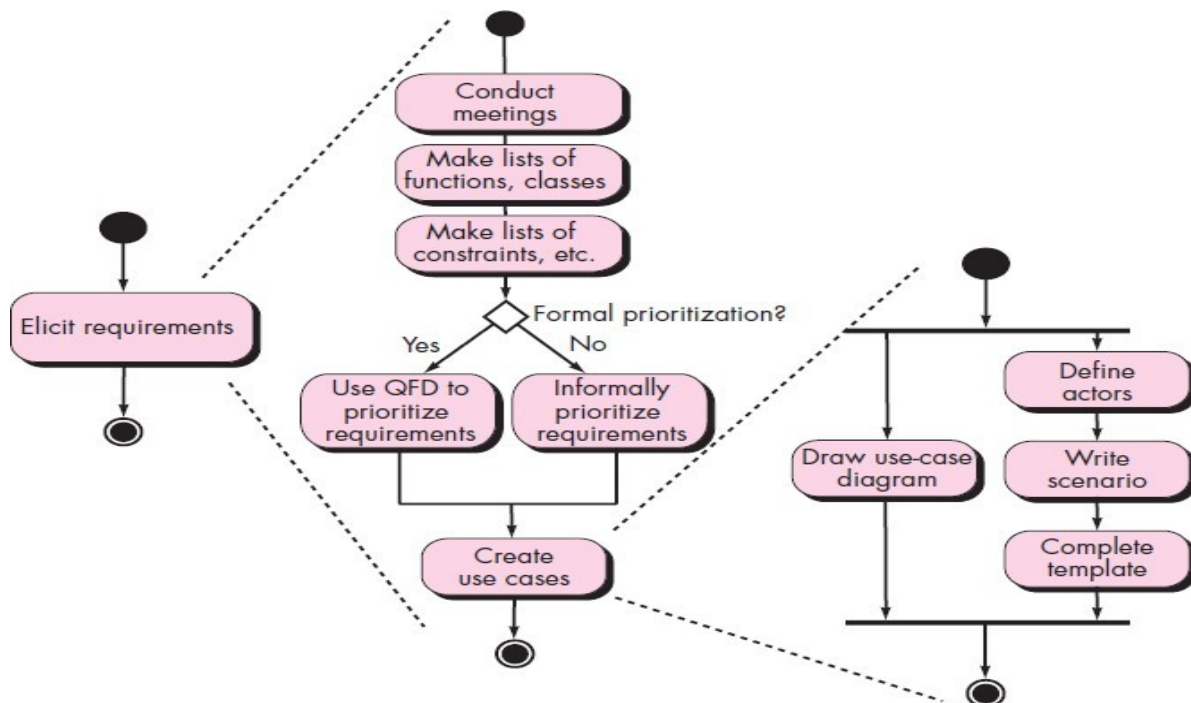 Elicit requirements
Conduct
meetings
Make lists of
functions, classes
Make lists of
constraints, etc.
Formal prioritization?
Yes
No
Use QFD to
prioritize
requirements
Informally
prioritize
requirements
Create
use cases
Draw use-case
diagram
Define
actors
Write
scenario
Complete
template